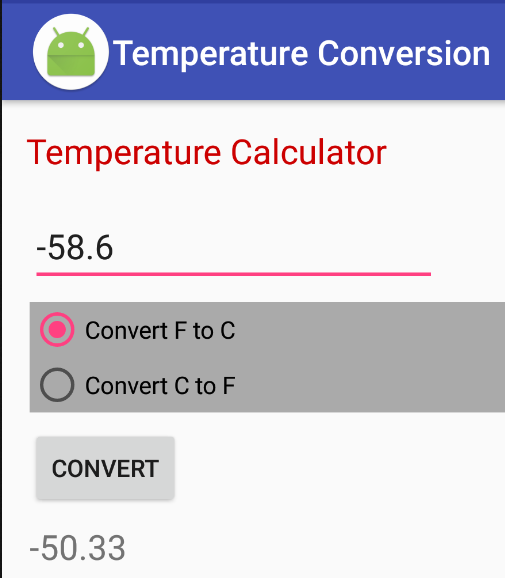 Temperature Conversion
Temperature Calculator
-58.6
Convert F to C
Convert C to F
CONVERT
-50.33